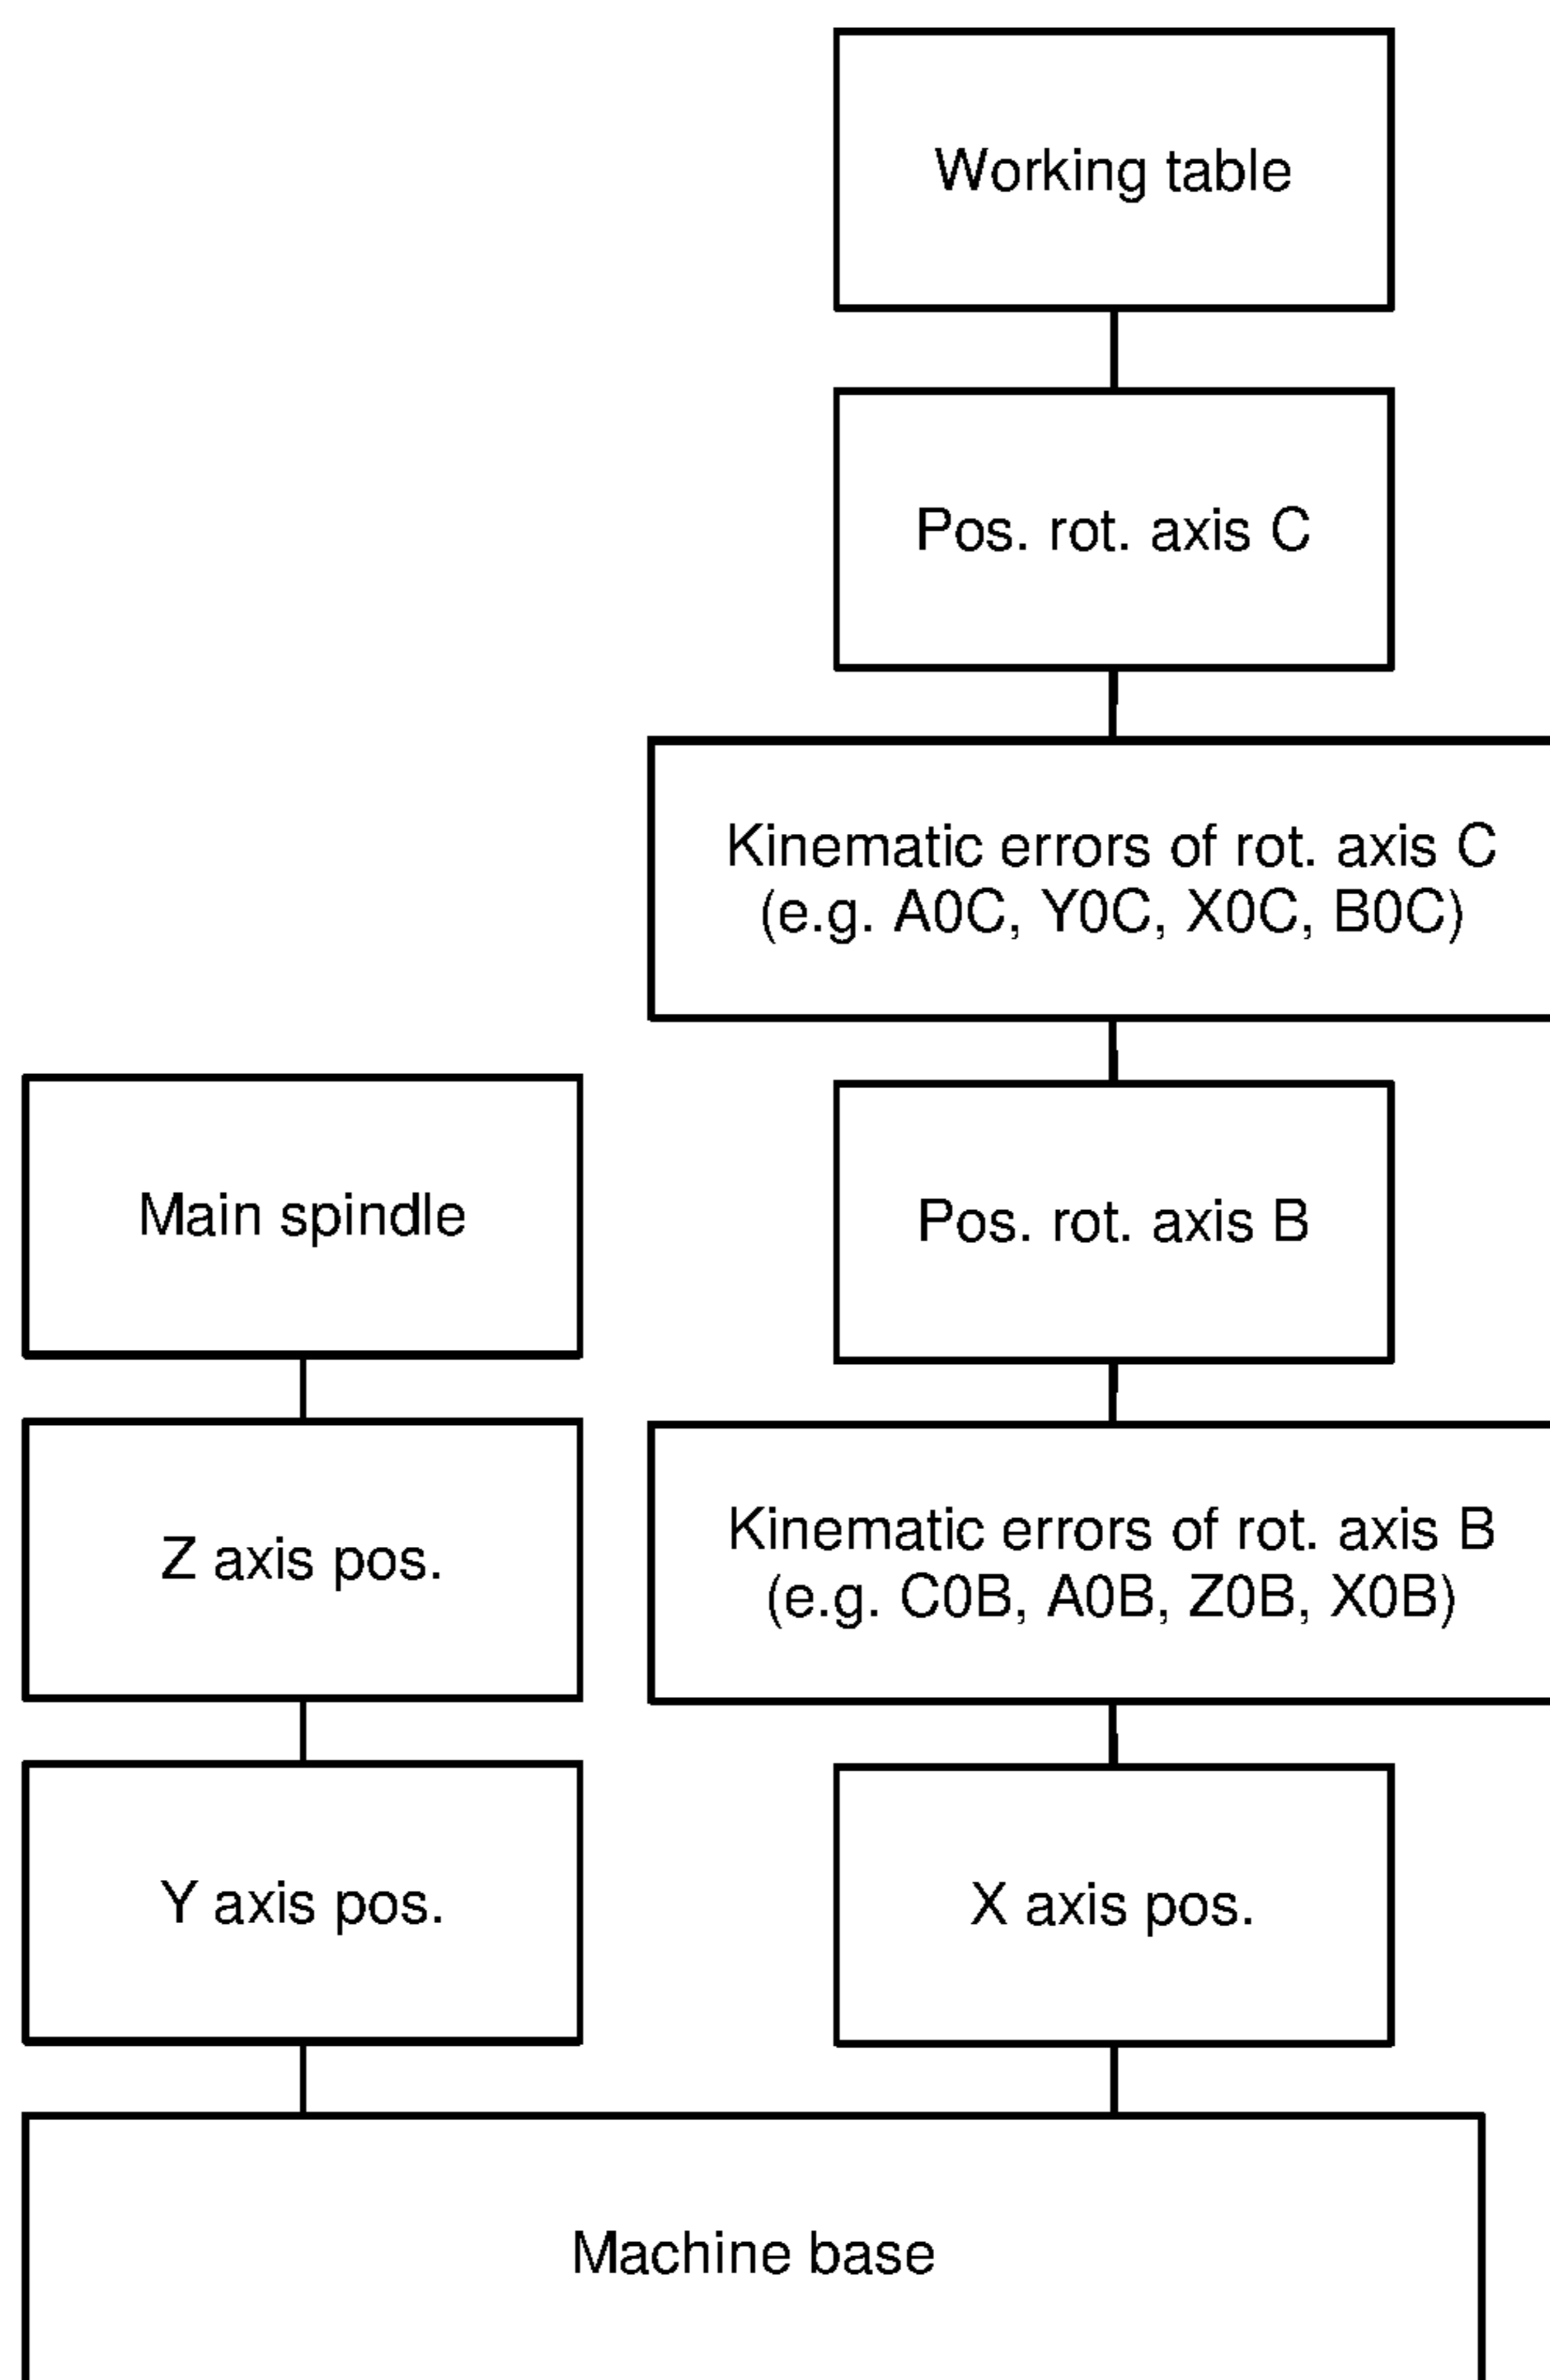 Working table
Pos. rot. axis C
Kinematic errors of rot. axis C
(e.g. A0C, Y0C, X0C, B0C)
Main spindle
Pos. rot. axis B
Z axis pos.
Kinematic errors of rot. axis B
(e.g. C0B, A0B, Z0B, X0B)
Y axis pos.
X axis pos.
Machine base